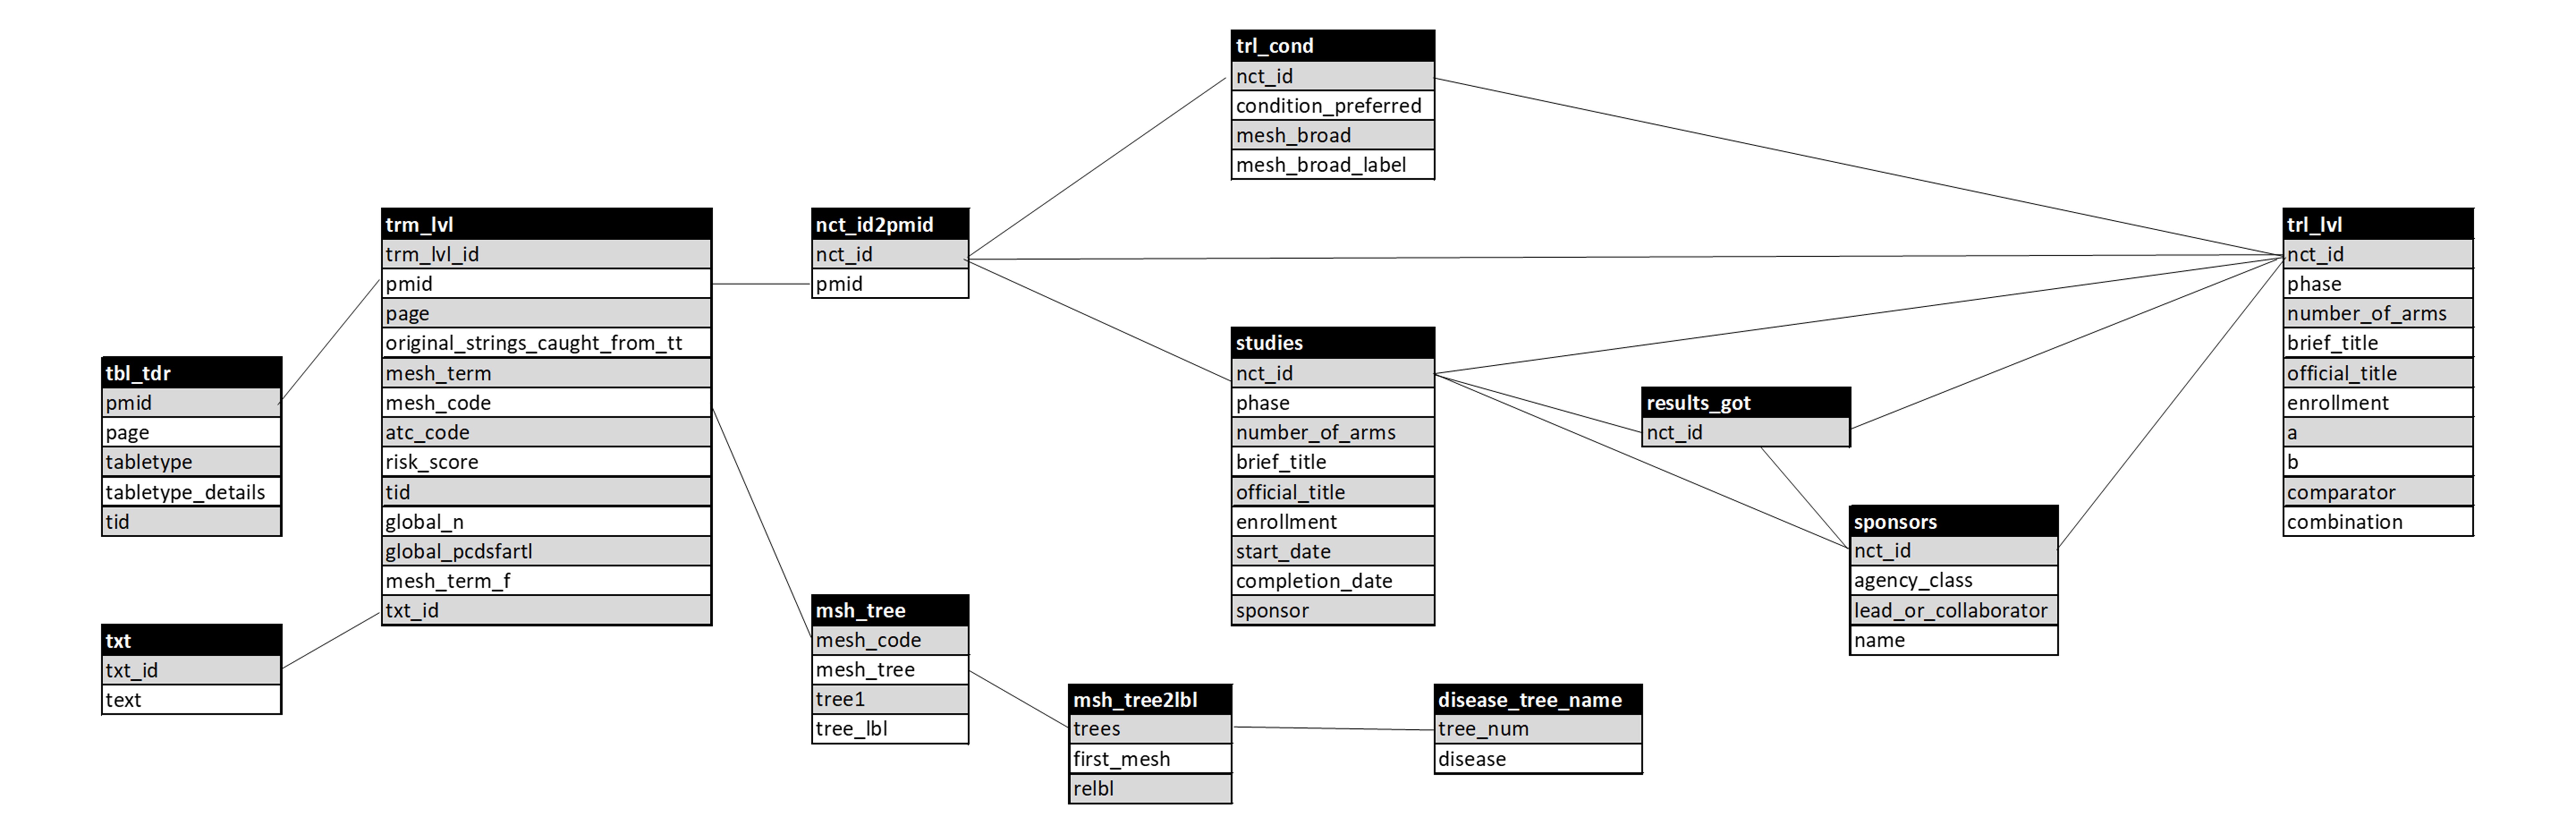 trl_cond
nct_id
condition_preferred
mesh_broad
mesh_broad_label
trm_lvl
trm_lvl_id
pmid
page
original_strings_caught_from_tt
mesh_term
mesh_code
atc_code
risk_score
tid
global_n
global_pcdsfartl
mesh_term_f
txt_id
nct_id2pmid
nct_id
pmid
trl_lvl
nct_id
phase
number_of_arms
brief_title
official_title
enrollment
a
b
comparator
combination
tbl_tdr
pmid
page
tabletype
tabletype_details
tid
studies
nct_id
phase
number_of_arms
brief_title
official_title
enrollment
start_date
completion_date
sponsor
results_got
nct_id
sponsors
nct_id
agency_class
lead_or_collaborator
name
txt
txt_id
text
msh_tree
mesh_code
mesh_tree
tree1
tree_lbl
msh_tree2lbl
trees
first_mesh
relbl
disease_tree_name
tree_num
disease